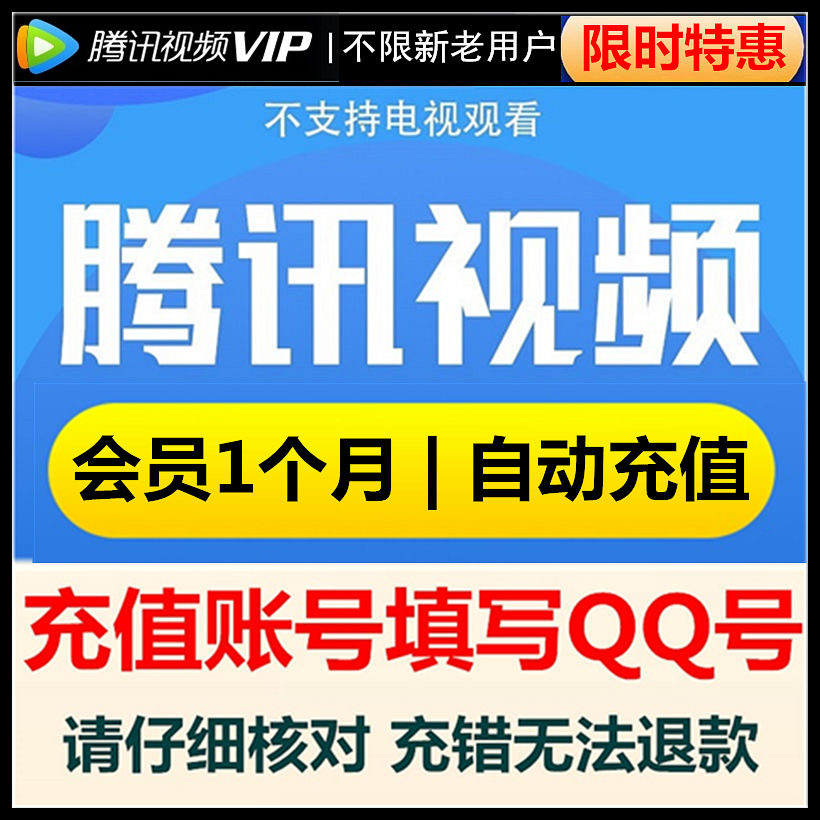 腾讯视频VIP |不限新老用户 限时特惠
不支持电视观看
腾讯视频
会员1个月 | 自动充值
充值账号填写QQ号
请仔细核对 充错无法退款